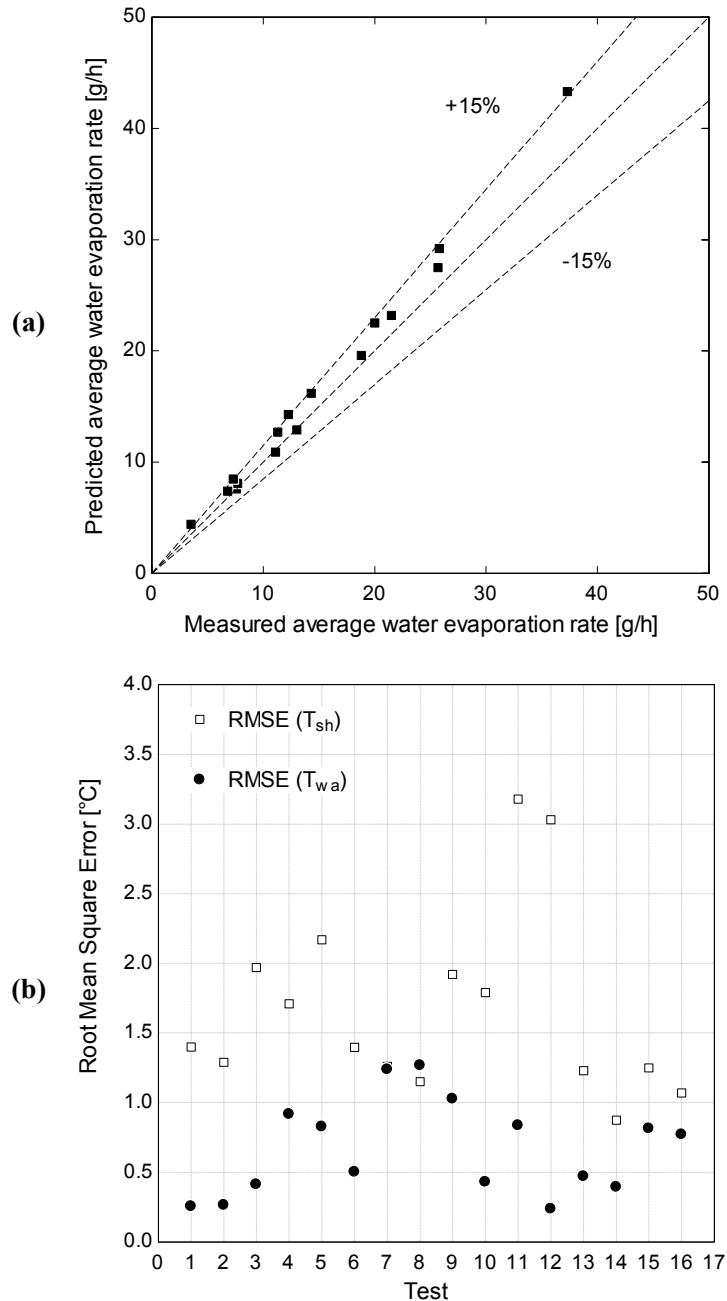 (a)
Predicted average water evaporation rate [g/h]
50
40
30
20
10
0
+15%
-15%
0 10 20 30 40 50
Measured average water evaporation rate [g/h]
(b)
Root Mean Square Error [°C]
4.0
3.5
3.0
2.5
2.0
1.5
1.0
0.5
0.0
RMSE (Tsh)
RMSE (Twa)
0 1 2 3 4 5 6 7 8 9 10 11 12 13 14 15 16 17
Test